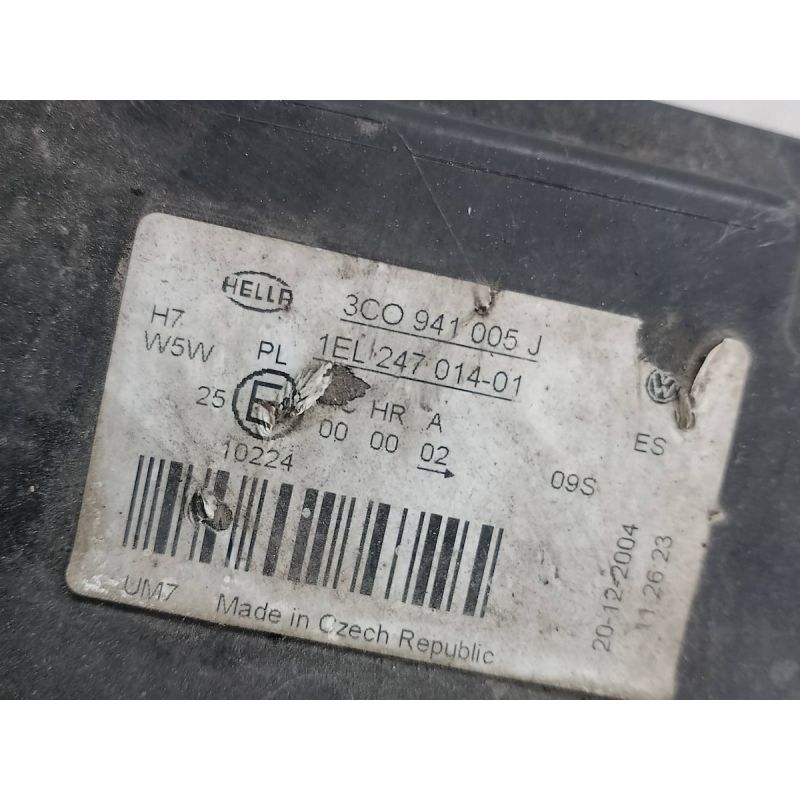 HELLA
3CO 941 005 J
1EL 247 014-01
H7
W5W
PL
25 E
HR A
00 00 02
10224
ES
09S
UM7
Made in Czech Republic
20-12-2004
11 26 23